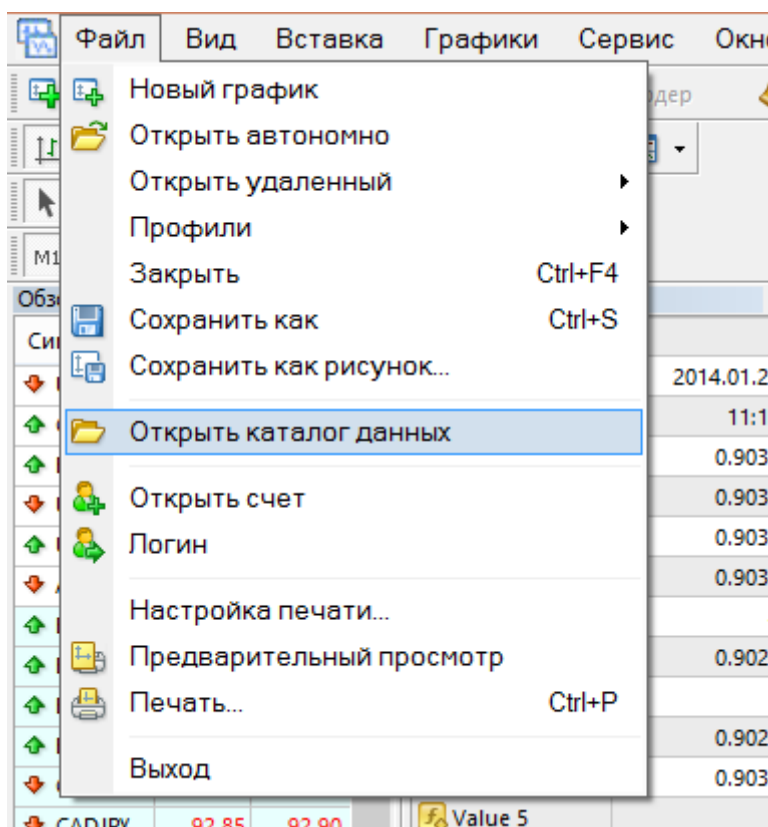 Файл Вид Вставка Графики Сервис
Новый график
Открыть автономно
Открыть удаленный
Профили
M1
Закрыть Ctrl+F4
Сохранить как Ctrl+S
Сохранить как рисунок...
2014.01.2
Открыть каталог данных
11:1
0.903
Открыть счет
0.903
Логин
0.903
0.903
Настройка печати...
Предварительный просмотр
0.902
Печать... Ctrl+P
0.902
Выход
0.903
CADJPY 92.85 92.90 Value 5